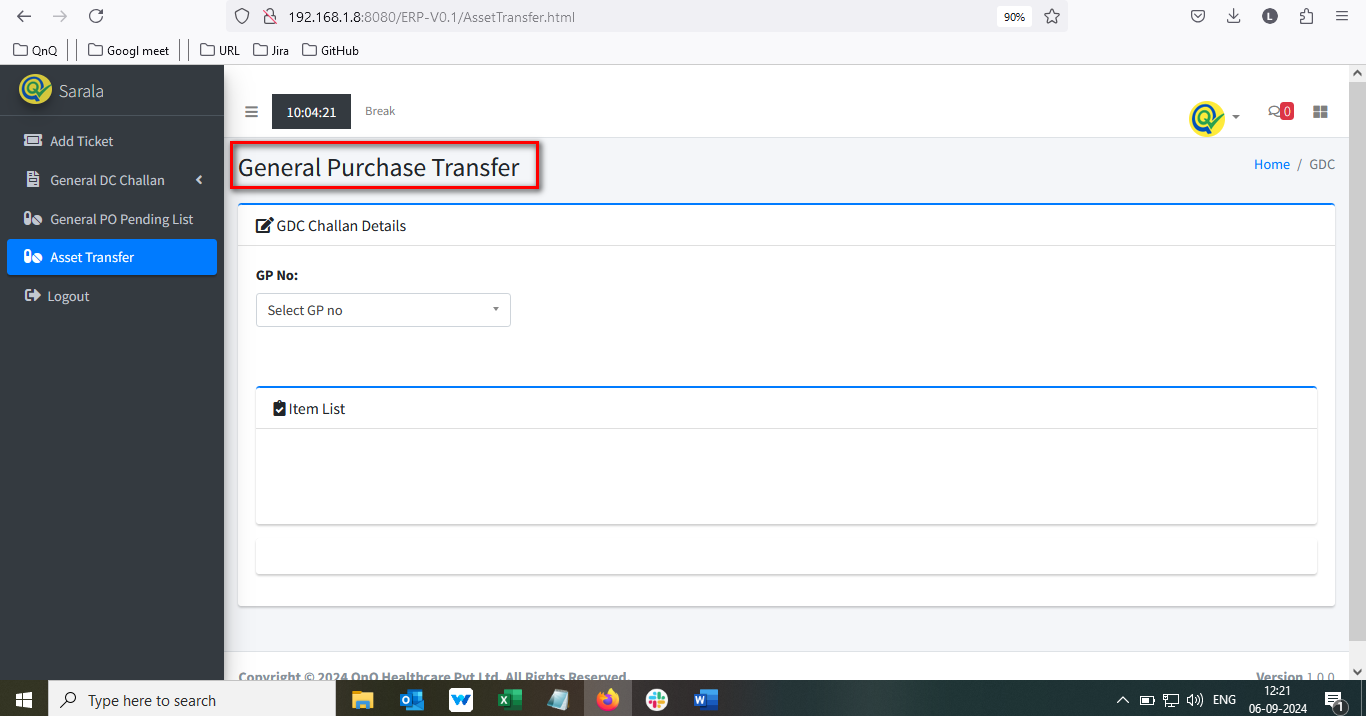 192.168.1.8:8080/ERP-V0.1/AssetTransfer.html
90%
L
QnQ
Googl meet
URL
Jira
GitHub
Sarala
10:04:21
Break
0
Add Ticket
General DC Challan
General PO Pending List
Asset Transfer
Logout
General Purchase Transfer
Home / GDC
GDC Challan Details
GP No:
Select GP no
Item List
Copyright © 2024 QnQ Healthcare Pvt Ltd. All Rights Reserved.
Version 1.0.0
Type here to search
ENG
12:21
06-09-2024
1